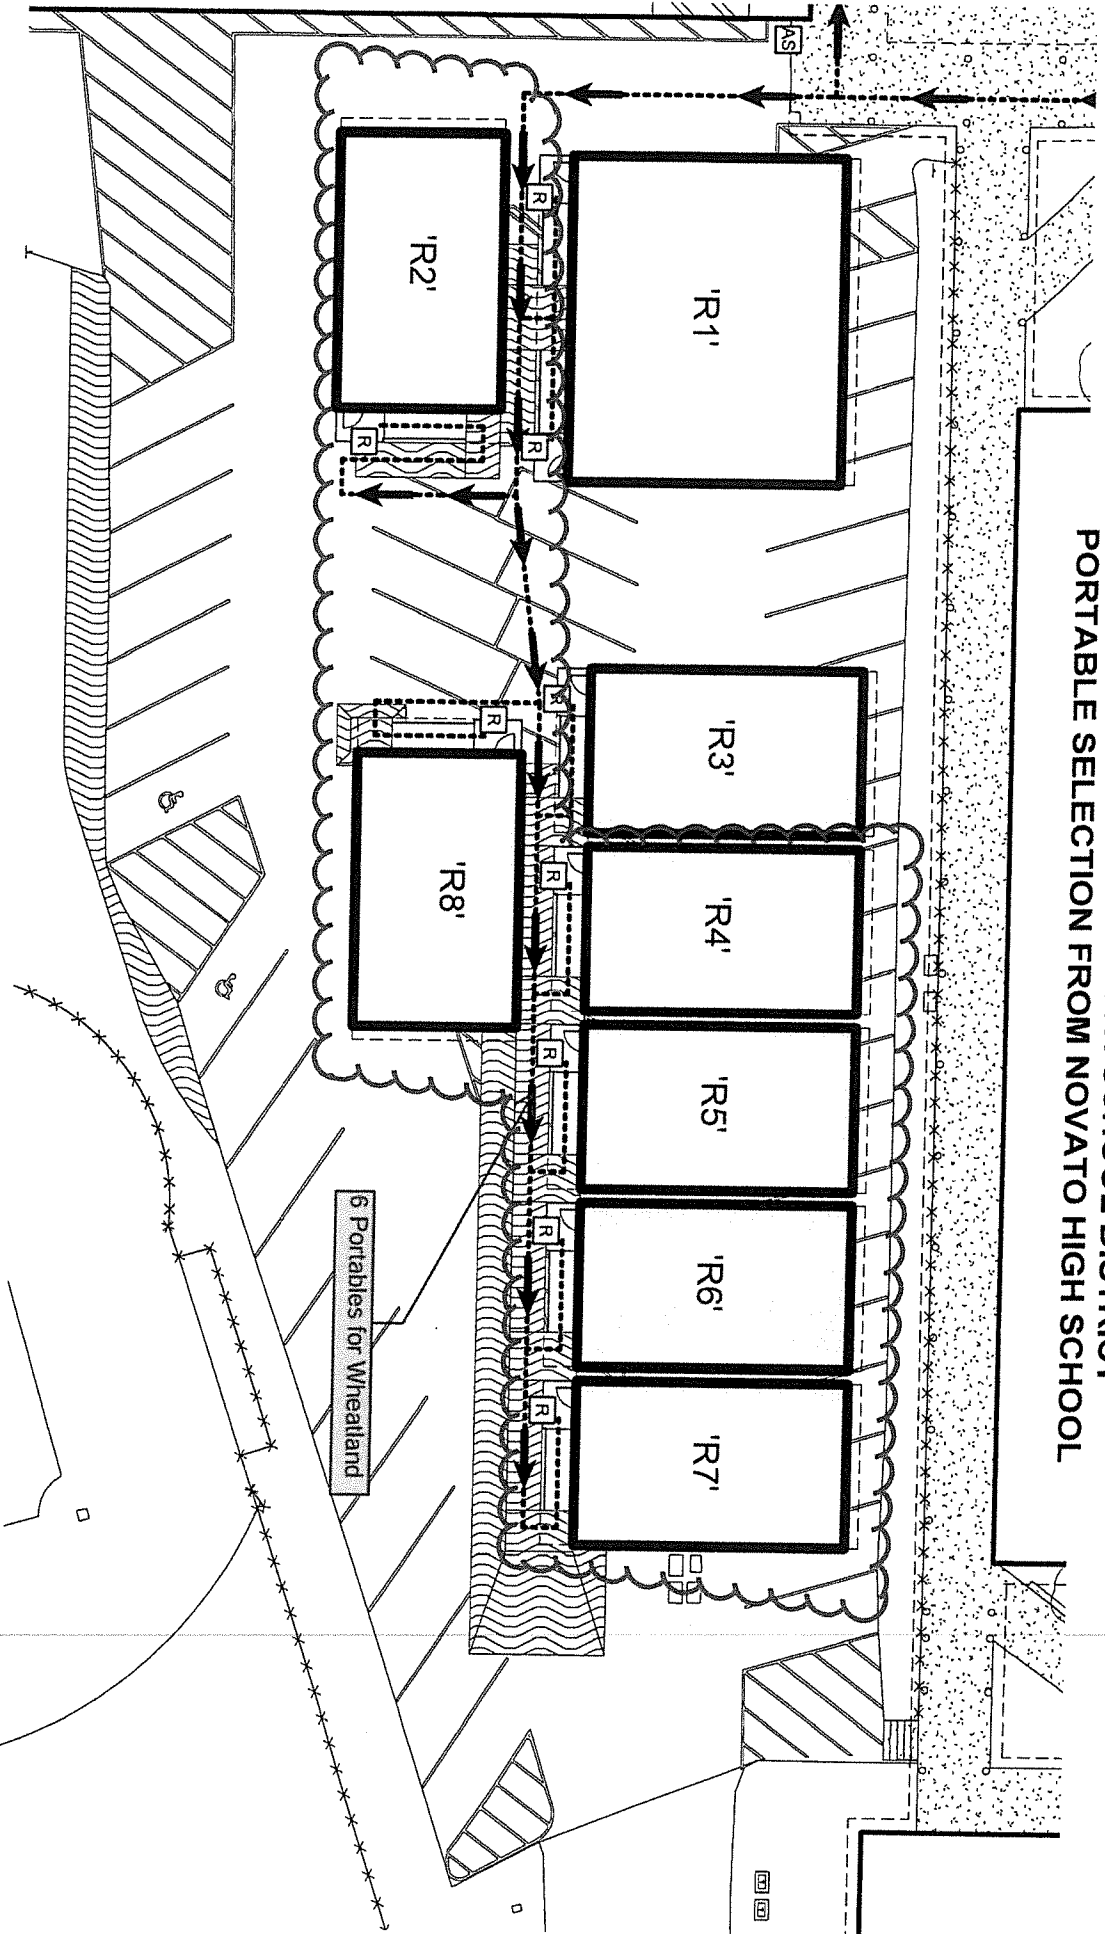 PORTABLE SELECTION FROM NOVATO HIGH SCHOOL
AS
'R1'
'R2'
R
R
R
'R3'
R
R
'R8'
'R4'
R
'R5'
R
'R6'
R
'R7'
R
6 Portables for Wheatland